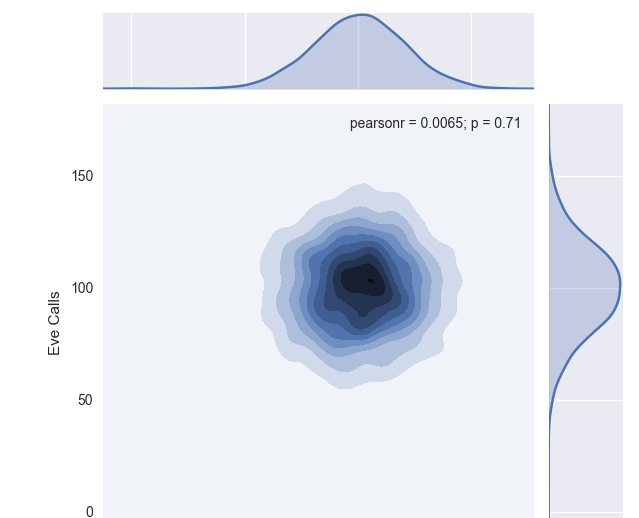 pearsonr = 0.0065; p = 0.71
150
100
50
0
Eve Calls